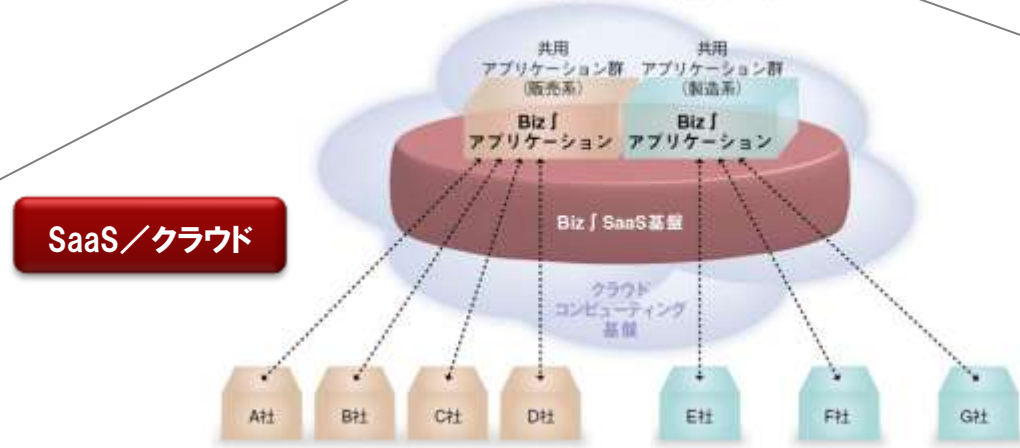 共用
アプリケーション群
(販売系)
共用
アプリケーション群
(製造系)
Biz∫
アプリケーション
Biz∫
アプリケーション
Biz∫SaaS基盤
SaaS／クラウド
クラウド
コンピューティング
基盤
A社
B社
C社
D社
E社
F社
G社